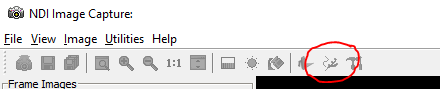 NDI Image Capture:
File View Image Utilities Help
1:1
Frame Images